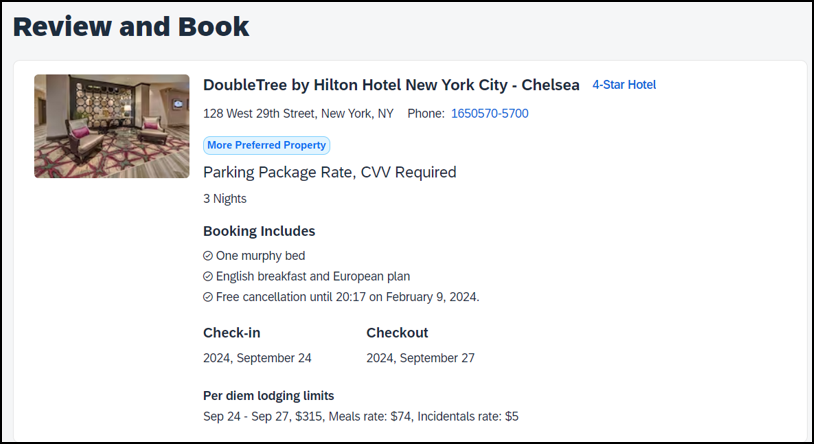 Review and Book
DoubleTree by Hilton Hotel New York City - Chelsea 4-Star Hotel
128 West 29th Street, New York, NY Phone: 1650570-5700
More Preferred Property
Parking Package Rate, CVV Required
3 Nights
Booking Includes
One murphy bed
English breakfast and European plan
Free cancellation until 20:17 on February 9, 2024.
Check-in Checkout
2024, September 24 2024, September 27
Per diem lodging limits
Sep 24 - Sep 27, $315, Meals rate: $74, Incidentals rate: $5